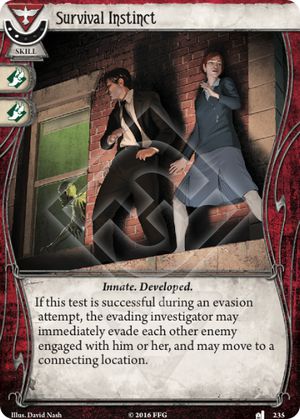 Survival Instinct
SKILL
Innate. Developed.
If this test is successful during an evasion
attempt, the evading investigator may
immediately evade each other enemy
engaged with him or her, and may move to a
connecting location.
Illus. David Nash
© 2016 FFG
235